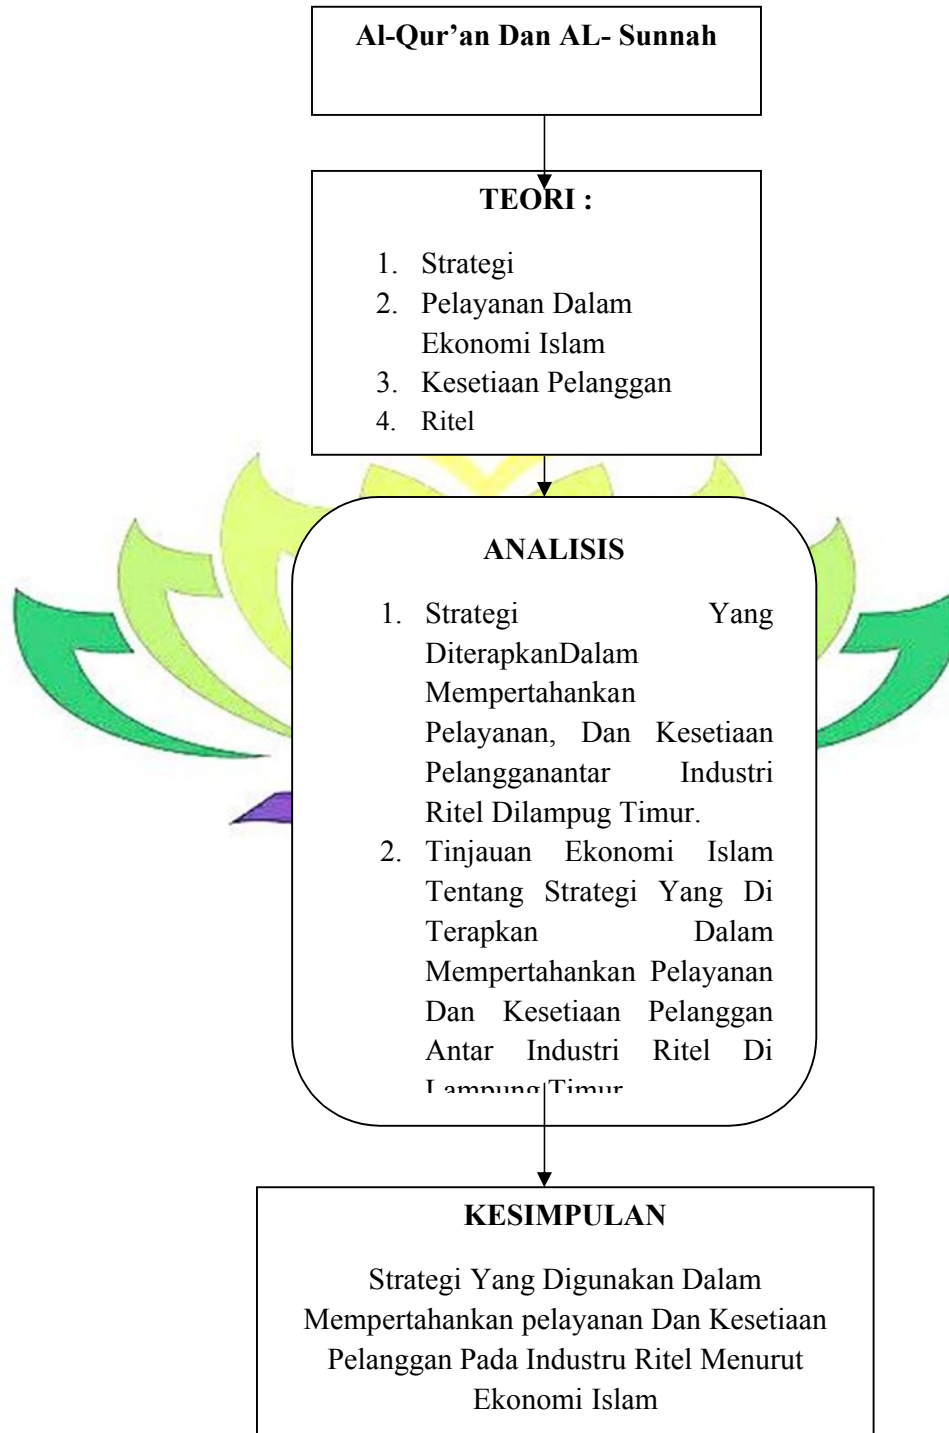 Al-Qur’an Dan AL- Sunnah
TEORI :
1. Strategi
2. Pelayanan Dalam
Ekonomi Islam
3. Kesetiaan Pelanggan
4. Ritel
ANALISIS
1. Strategi Yang
DiterapkanDalam
Mempertahankan
Pelayanan, Dan Kesetiaan
Pelangganantar Industri
Ritel Dilampug Timur.
2. Tinjauan Ekonomi Islam
Tentang Strategi Yang Di
Terapkan Dalam
Mempertahankan Pelayanan
Dan Kesetiaan Pelanggan
Antar Industri Ritel Di
Lampung Timur
KESIMPULAN
Strategi Yang Digunakan Dalam
Mempertahankan pelayanan Dan Kesetiaan
Pelanggan Pada Industru Ritel Menurut
Ekonomi Islam